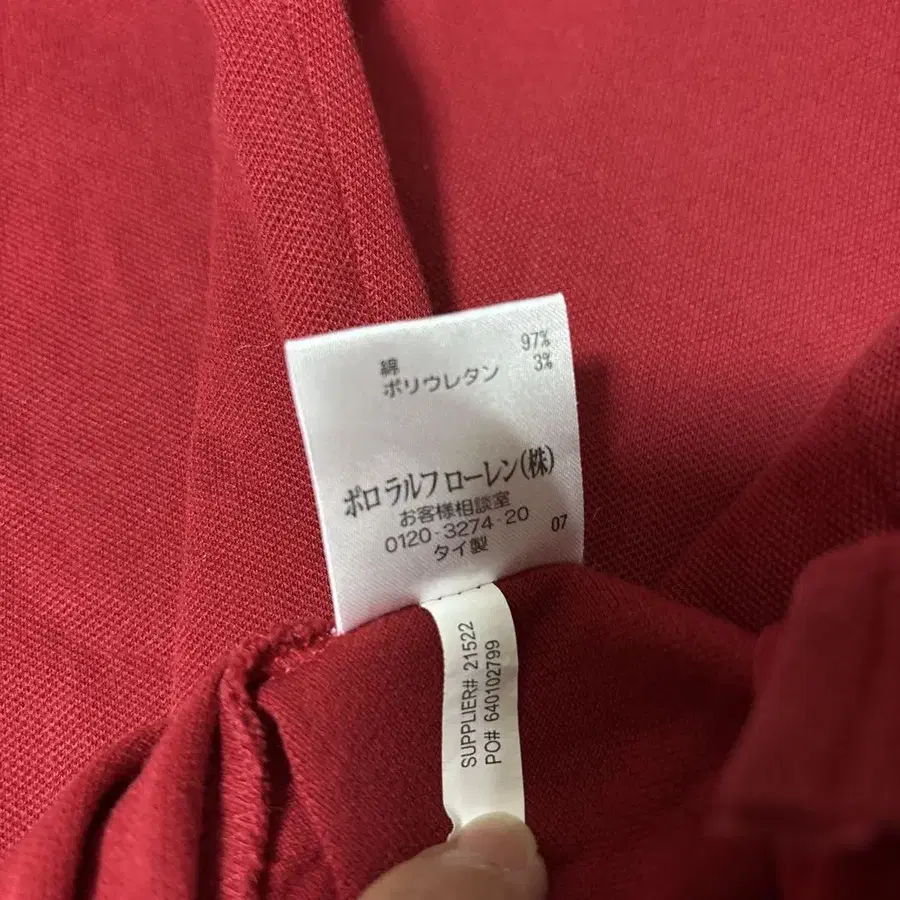 綿 97%
ポリウレタン 3%
ポロ ラルフ ローレン(株)
お客様相談室
0120-3274-20
タイ製 07
SUPPLIER# 21522
PO# 640102799